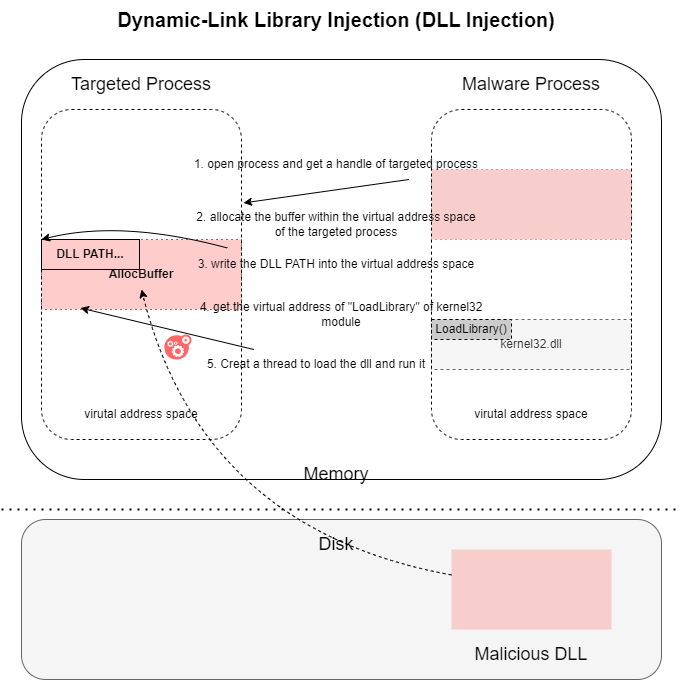 Dynamic-Link Library Injection (DLL Injection)
Targeted Process
Malware Process
1. open process and get a handle of targeted process
2. allocate the buffer within the virtual address space
of the targeted process
DLL PATH...
AllocBuffer
3. write the DLL PATH into the virtual address space
4. get the virtual address of "LoadLibrary" of kernel32
module
LoadLibrary()
kernel32.dll
5. Creat a thread to load the dll and run it
virutal address space
virutal address space
Memory
Disk
Malicious DLL